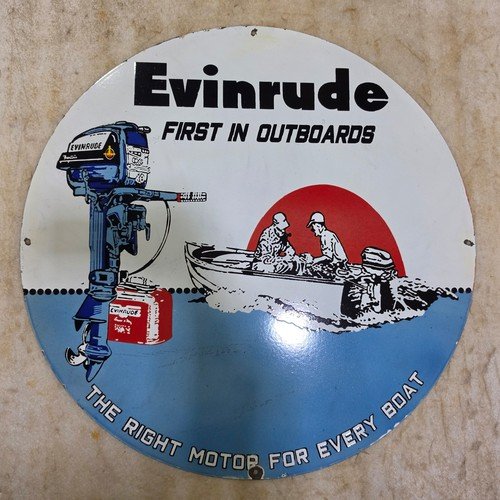 Evinrude
FIRST IN OUTBOARDS
EVINRUDE
EVINRUDE
THE RIGHT MOTOR FOR EVERY BOAT